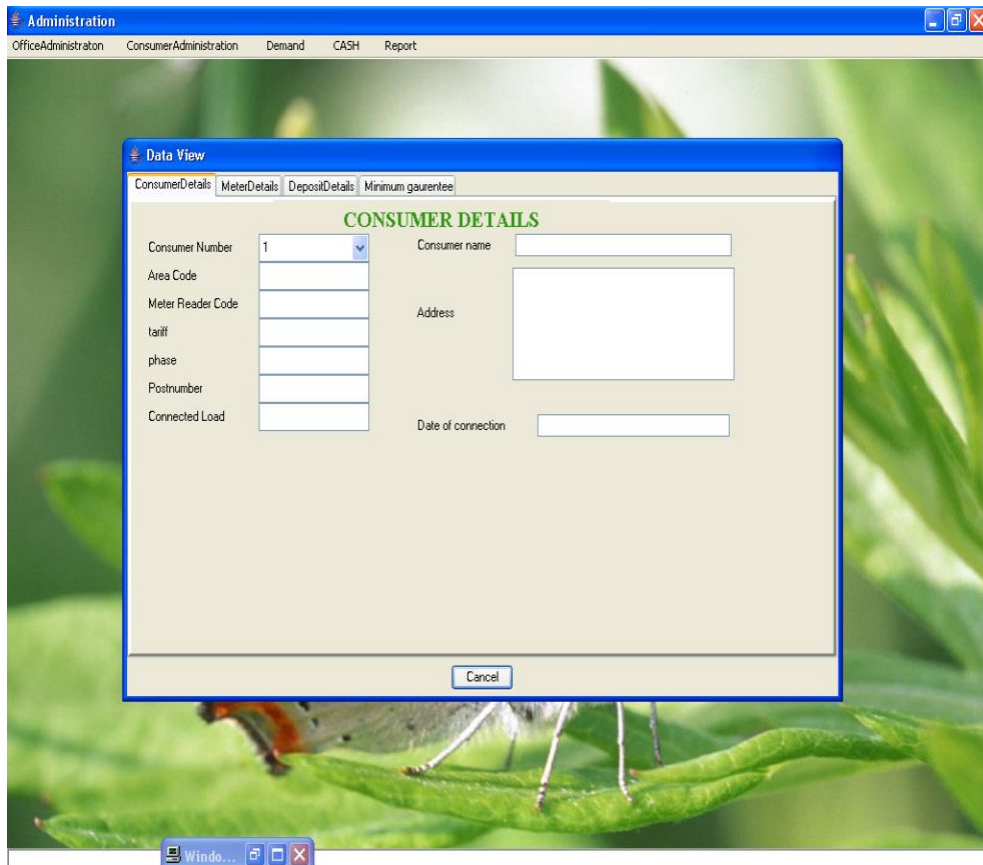 Administration
OfficeAdministraton ConsumerAdministration Demand CASH Report
Data View
ConsumerDetails MeterDetails DepositDetails Minimum gaurentee
CONSUMER DETAILS
Consumer Number 1 Consumer name
Area Code
Meter Reader Code
Address
tariff
phase
Postnumber
Connected Load
Date of connection
Cancel
Windo...